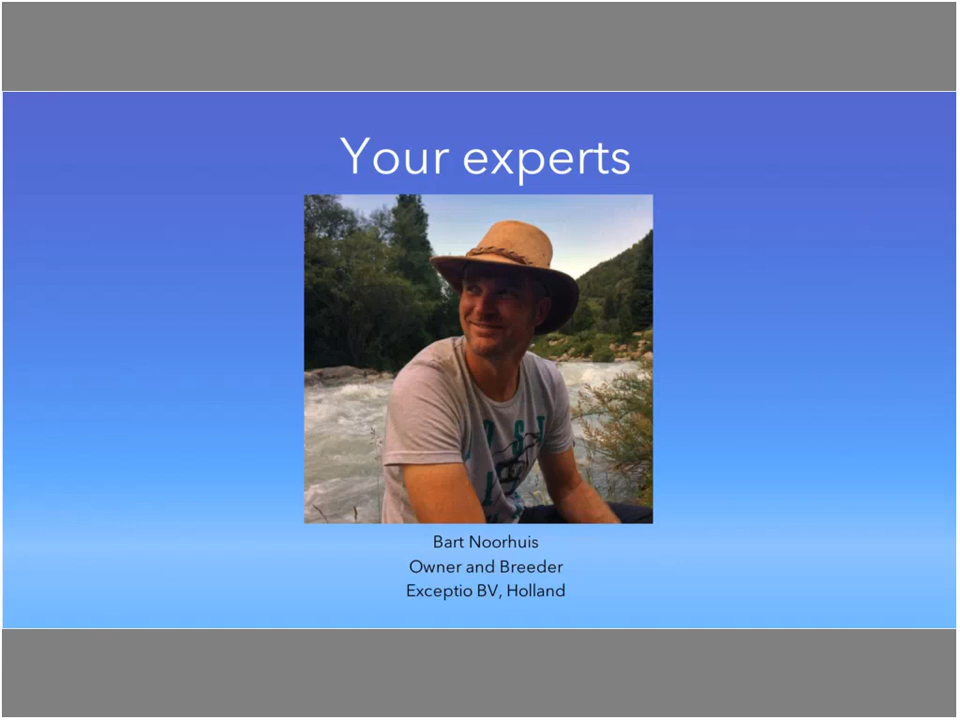 Your experts
Bart Noorhuis
Owner and Breeder
Exceptio BV, Holland